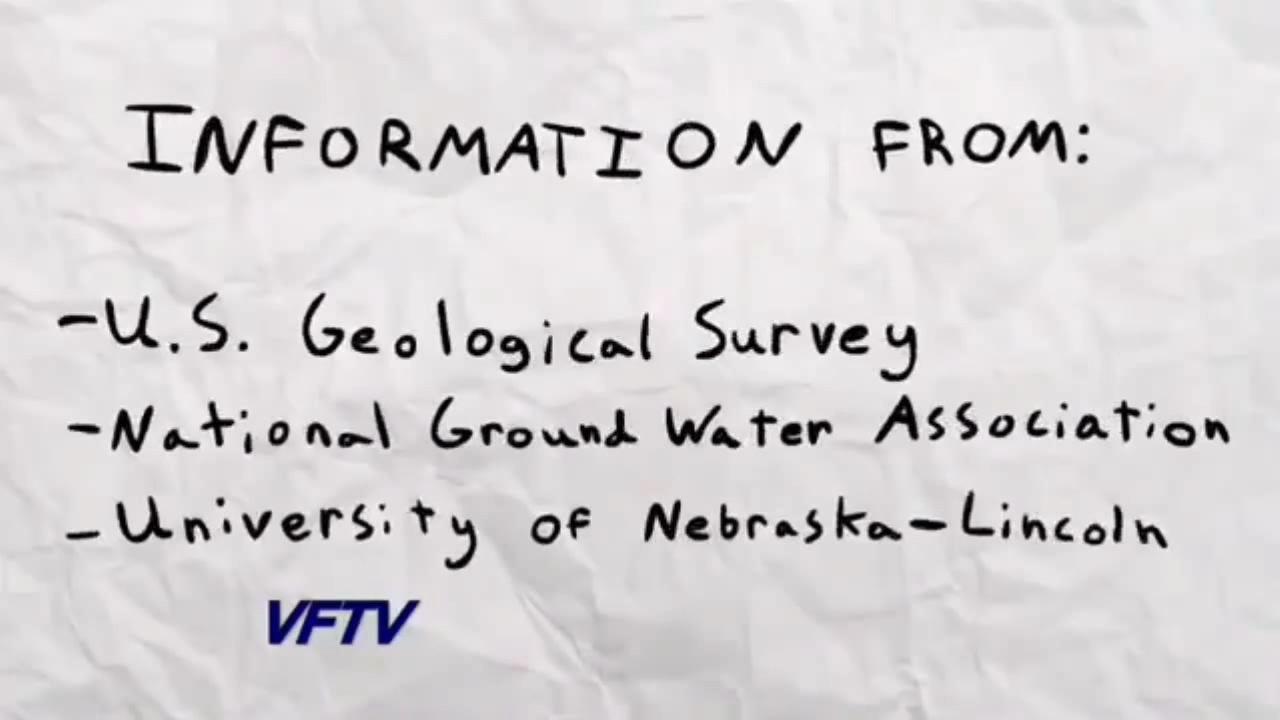 INFORMATION FROM:
-U.S. Geological Survey
-National Ground Water Association
-University of Nebraska-Lincoln
VFTV